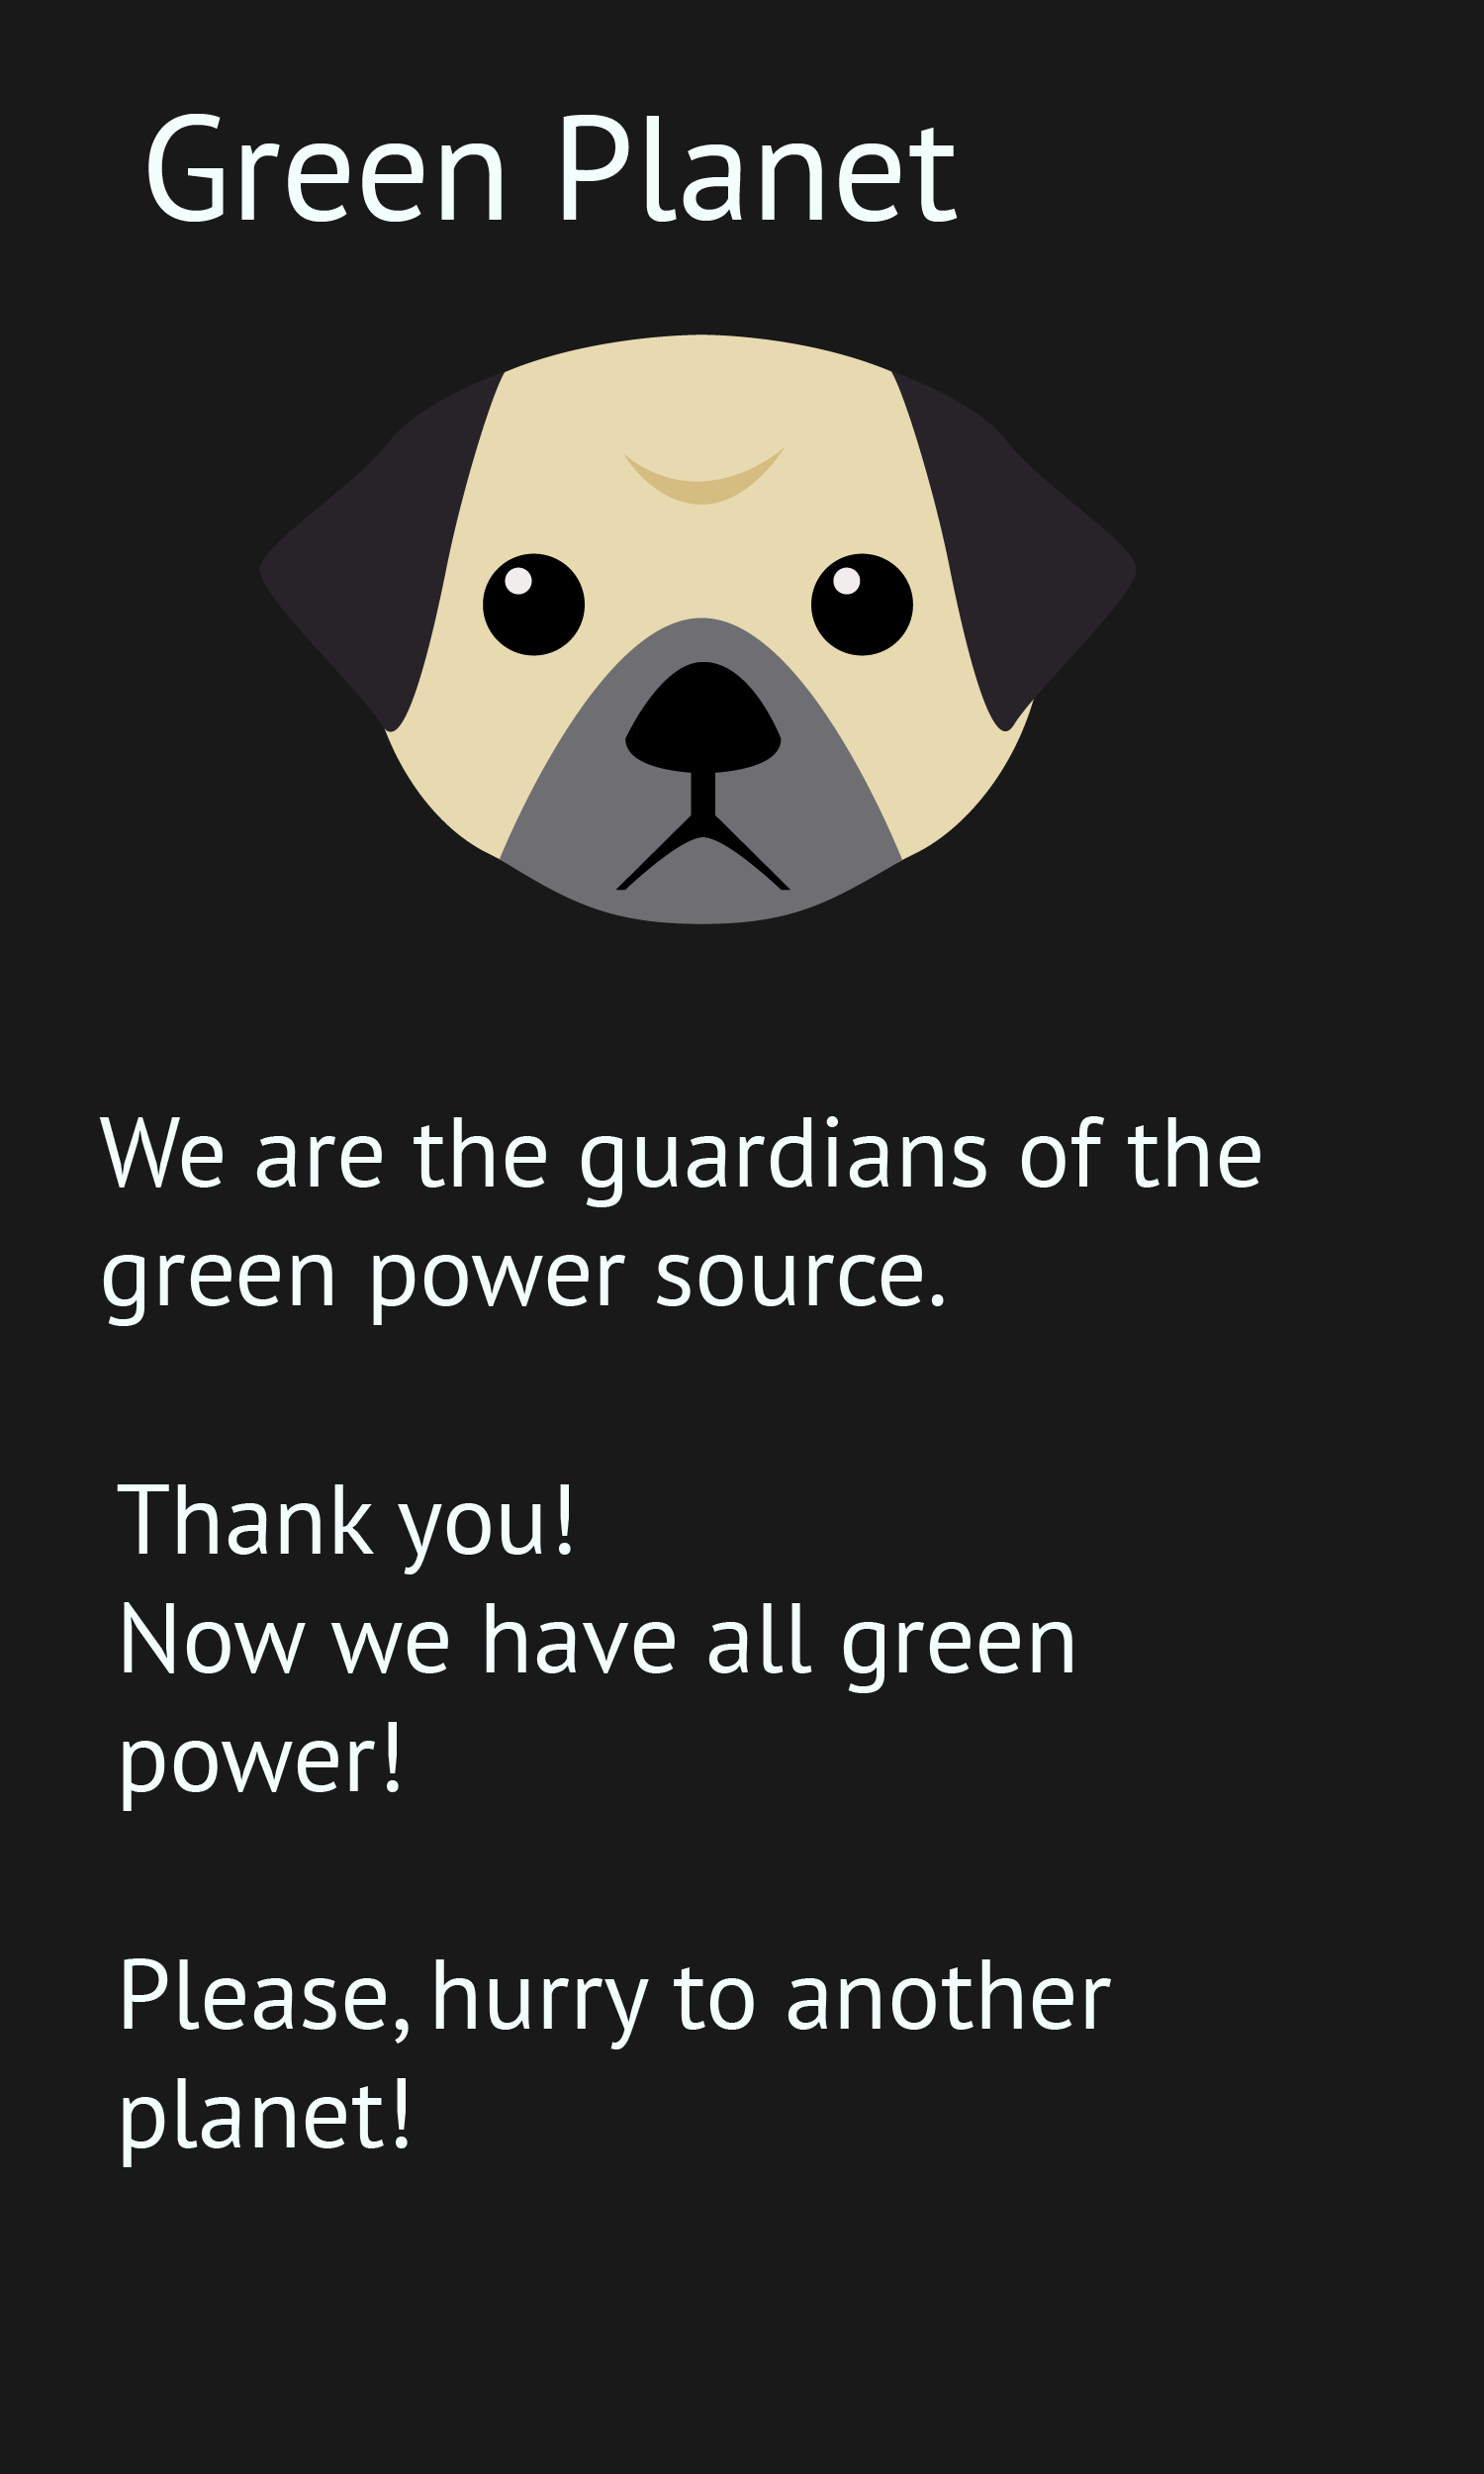 Green Planet
We are the guardians of the
green power source.
Thank you!
Now we have all green
power!
Please, hurry to another
planet!